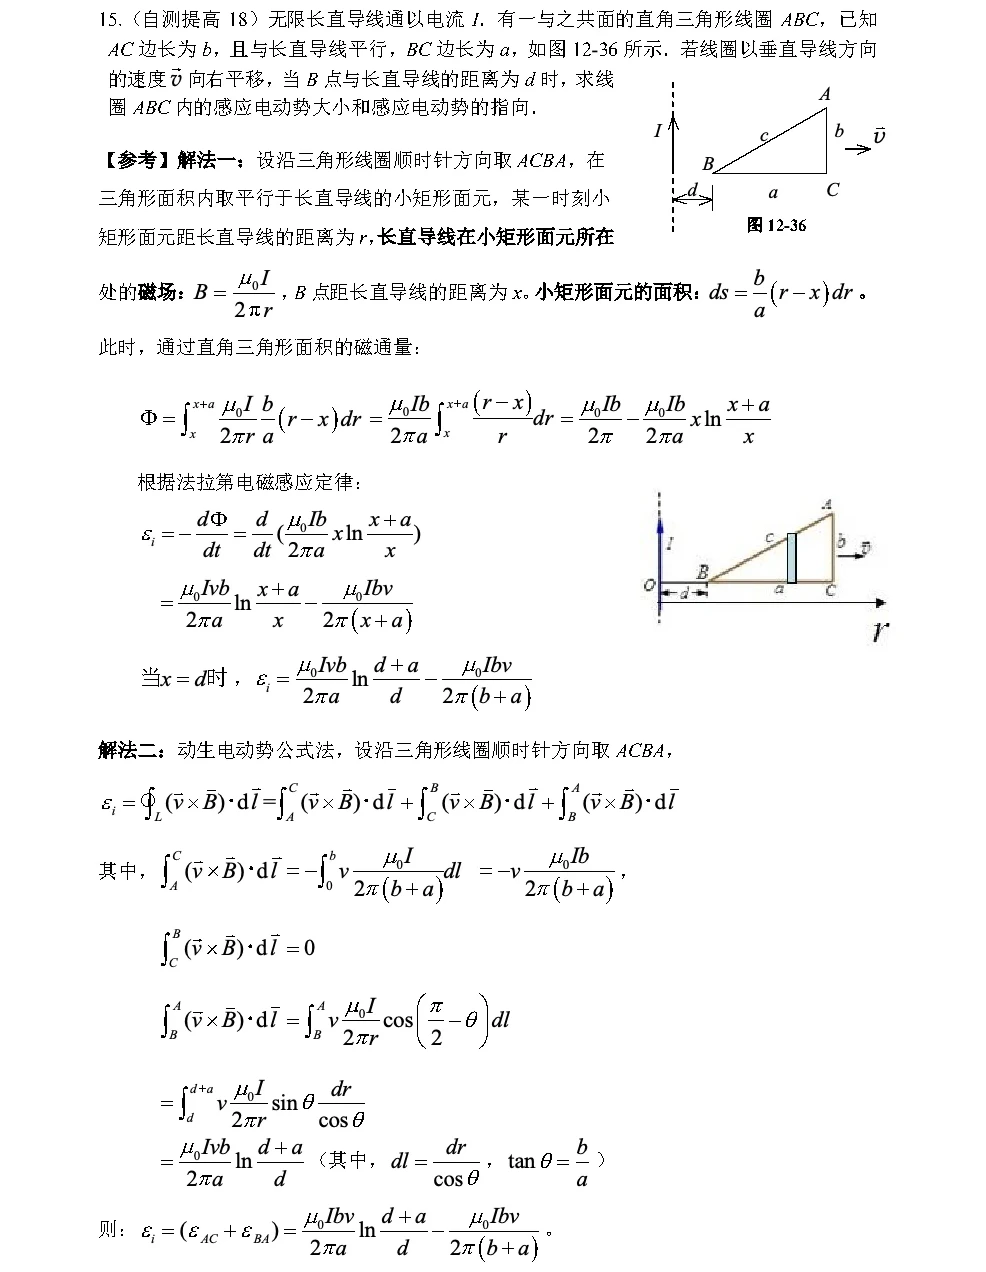 15.（自测提高 18）无限长直导线通以电流 I．有一与之共面的直角三角形线圈 ABC，已知
AC 边长为 b，且与长直导线平行，BC 边长为 a，如图 12-36 所示．若线圈以垂直导线方向
的速度 v⃗ 向右平移，当 B 点与长直导线的距离为 d 时，求线
圈 ABC 内的感应电动势大小和感应电动势的指向．
I A B C a b c d v⃗
图 12-36
【参考】解法一：设沿三角形线圈顺时针方向取 ACBA，在
三角形面积内取平行于长直导线的小矩形面元，某一时刻小
矩形面元距长直导线的距离为 r，长直导线在小矩形面元所在
处的磁场：B = μ₀I / 2πr，B 点距长直导线的距离为 x。小矩形面元的面积：ds = b/a (r − x)dr 。
此时，通过直角三角形面积的磁通量：
Φ = ∫ₓ^(x+a) μ₀I/2πr b/a (r − x)dr = μ₀Ib/2πa ∫ₓ^(x+a) (r − x)/r dr = μ₀Ib/2π − μ₀Ib/2πa x ln (x+a)/x
根据法拉第电磁感应定律：
εᵢ = − dΦ/dt = d/dt (μ₀Ib/2πa x ln (x+a)/x)
= μ₀Ivb/2πa ln (x+a)/x − μ₀Ibv/2π(x+a)
I O A B C a b c d v⃗ r
当x = d时，εᵢ = μ₀Ivb/2πa ln (d+a)/d − μ₀Ibv/2π(b+a)
解法二：动生电动势公式法，设沿三角形线圈顺时针方向取 ACBA，
εᵢ = ∮_L (v⃗ × B⃗)·dl⃗ = ∫_A^C (v⃗ × B⃗)·dl⃗ + ∫_C^B (v⃗ × B⃗)·dl⃗ + ∫_B^A (v⃗ × B⃗)·dl⃗
其中，∫_A^C (v⃗ × B⃗)·dl⃗ = −∫₀^b v μ₀I/2π(b+a) dl = −v μ₀Ib/2π(b+a)，
∫_C^B (v⃗ × B⃗)·dl⃗ = 0
∫_B^A (v⃗ × B⃗)·dl⃗ = ∫_B^A v μ₀I/2πr cos(π/2 − θ)dl
= ∫_d^(d+a) v μ₀I/2πr sin θ dr/cos θ
= μ₀Ivb/2πa ln (d+a)/d（其中，dl = dr/cos θ，tan θ = b/a）
则：εᵢ = (ε_AC + ε_BA) = μ₀Ibv/2πa ln (d+a)/d − μ₀Ibv/2π(b+a) 。